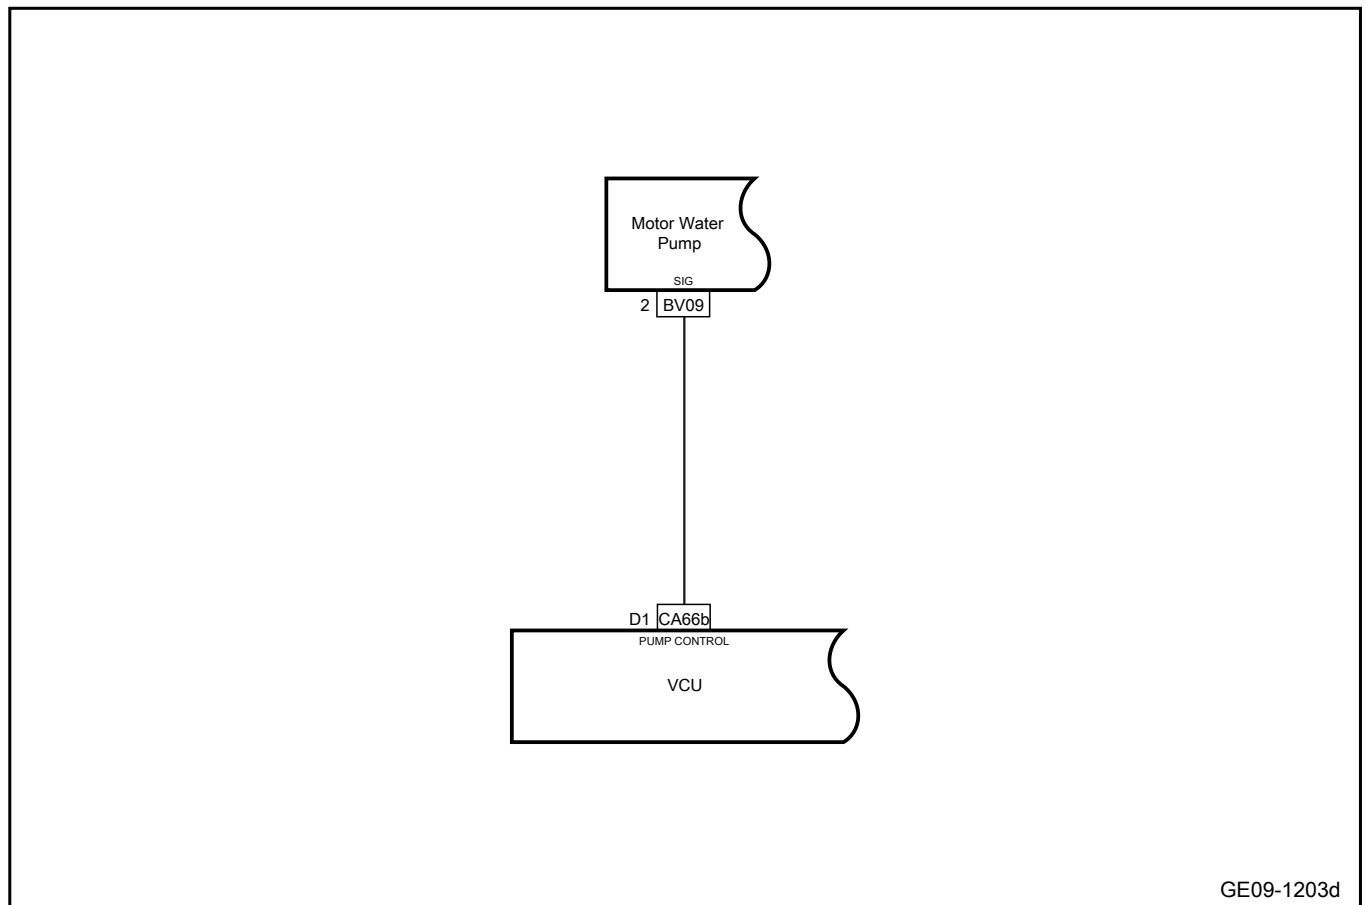 Motor Water
Pump
SIG
2 BV09
D1 CA66b
PUMP CONTROL
VCU
GE09-1203d